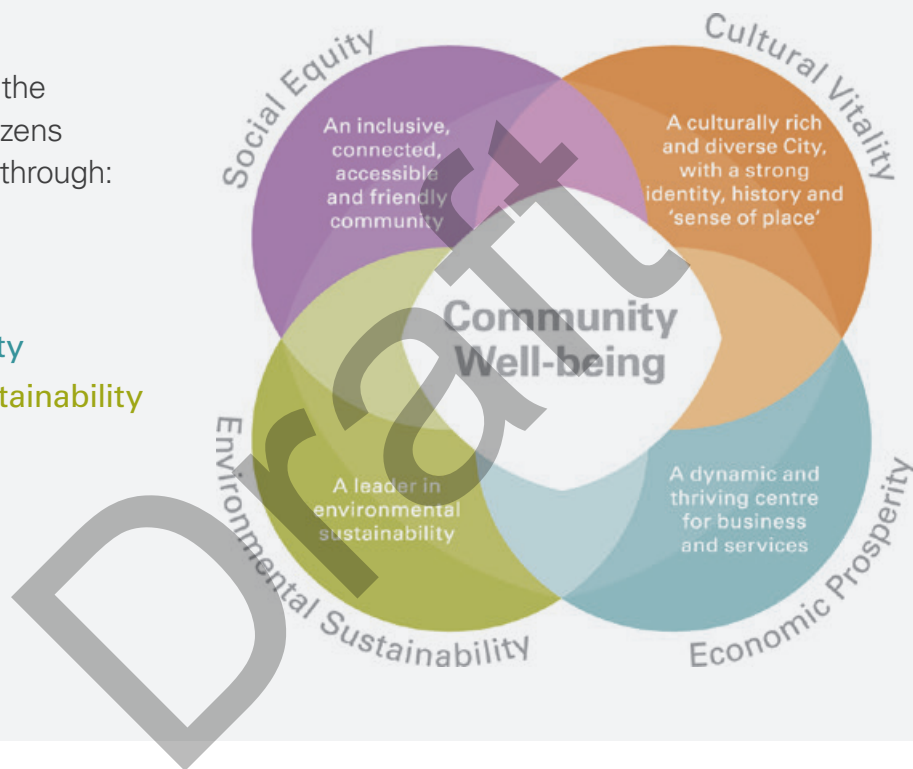 the
zens
through:
ty
tainability
Social Equity
An inclusive,
connected,
accessible
and friendly
community
Cultural Vitality
A culturally rich
and diverse City,
with a strong
identity, history and
'sense of place'
Community
Well-being
Environmental Sustainability
A leader in
environmental
sustainability
Economic Prosperity
A dynamic and
thriving centre
for business
and services
Draft